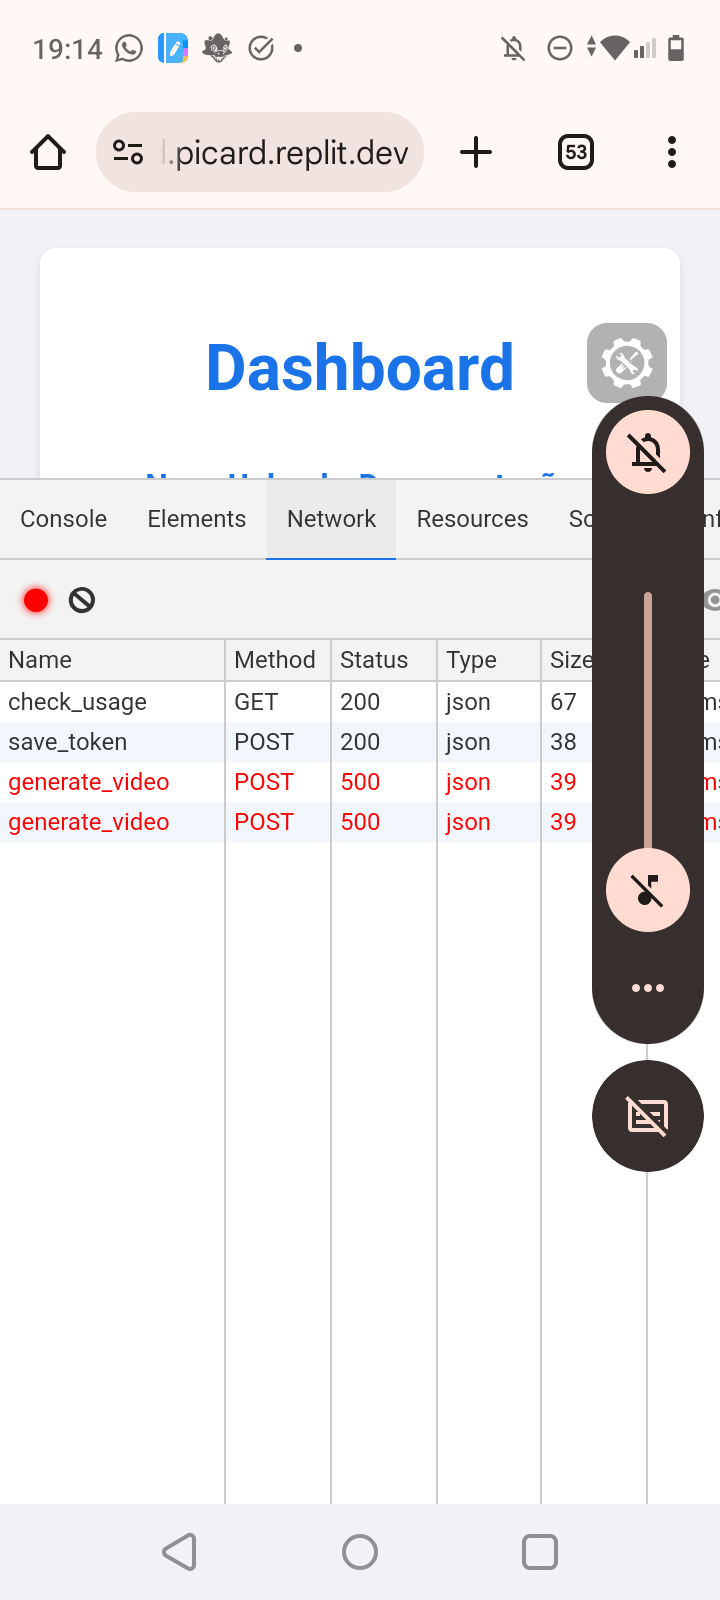 19:14
.picard.replit.dev
53
Dashboard
Console Elements Network Resources
Name Method Status Type Size
check_usage GET 200 json 67
save_token POST 200 json 38
generate_video POST 500 json 39
generate_video POST 500 json 39